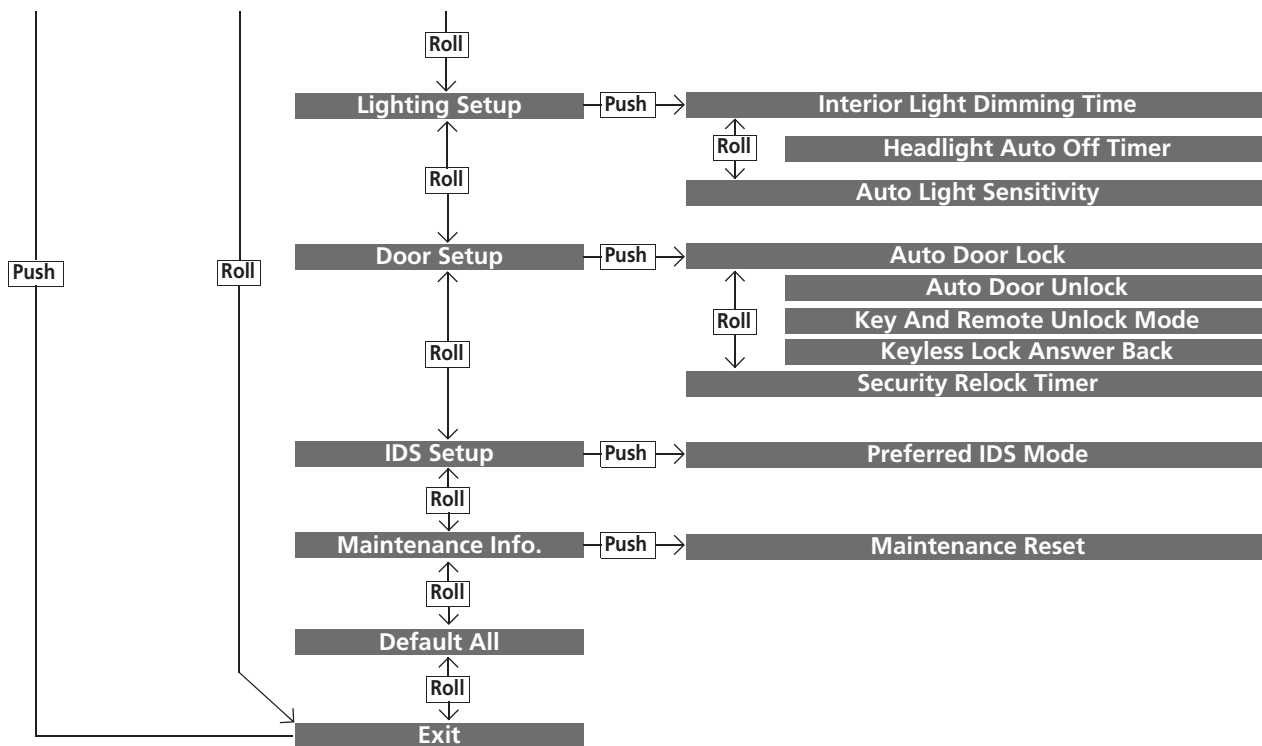 Roll
Lighting Setup
Push
Interior Light Dimming Time
Roll
Headlight Auto Off Timer
Auto Light Sensitivity
Roll
Door Setup
Push
Auto Door Lock
Push
Roll
Auto Door Unlock
Roll
Key And Remote Unlock Mode
Keyless Lock Answer Back
Security Relock Timer
Roll
IDS Setup
Push
Preferred IDS Mode
Roll
Maintenance Info.
Push
Maintenance Reset
Roll
Default All
Roll
Exit